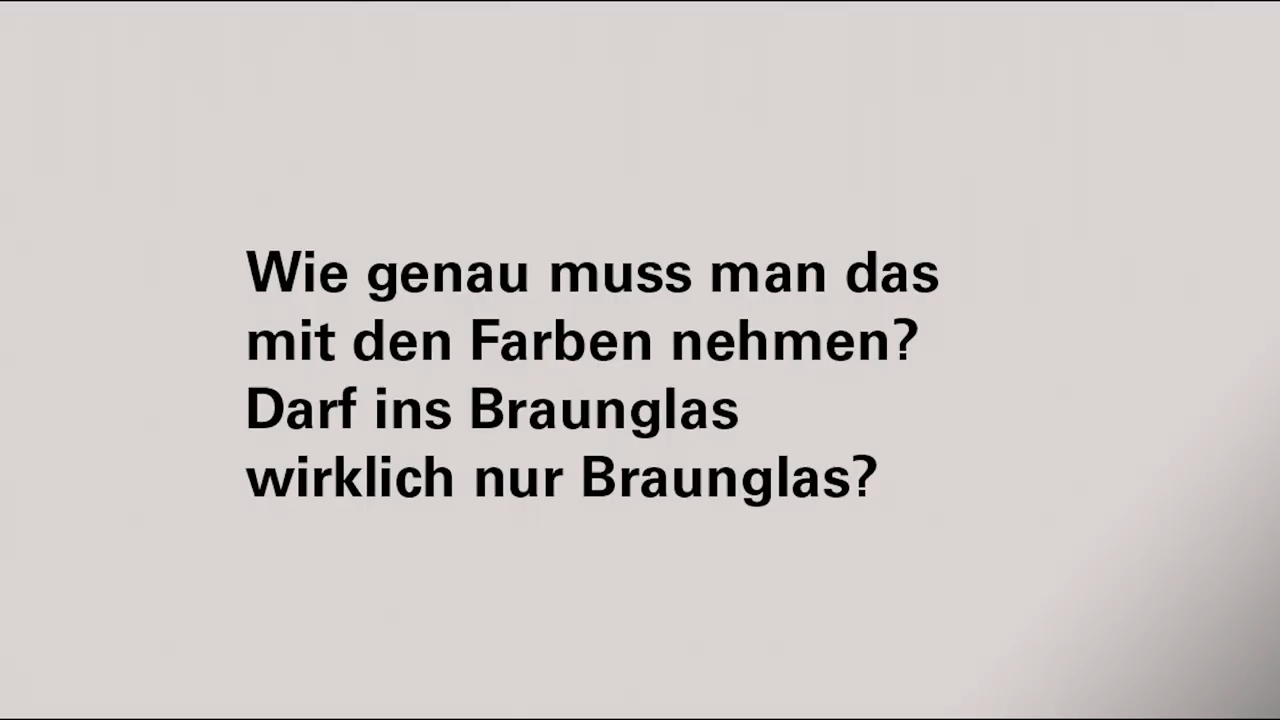 Wie genau muss man das
mit den Farben nehmen?
Darf ins Braunglas
wirklich nur Braunglas?